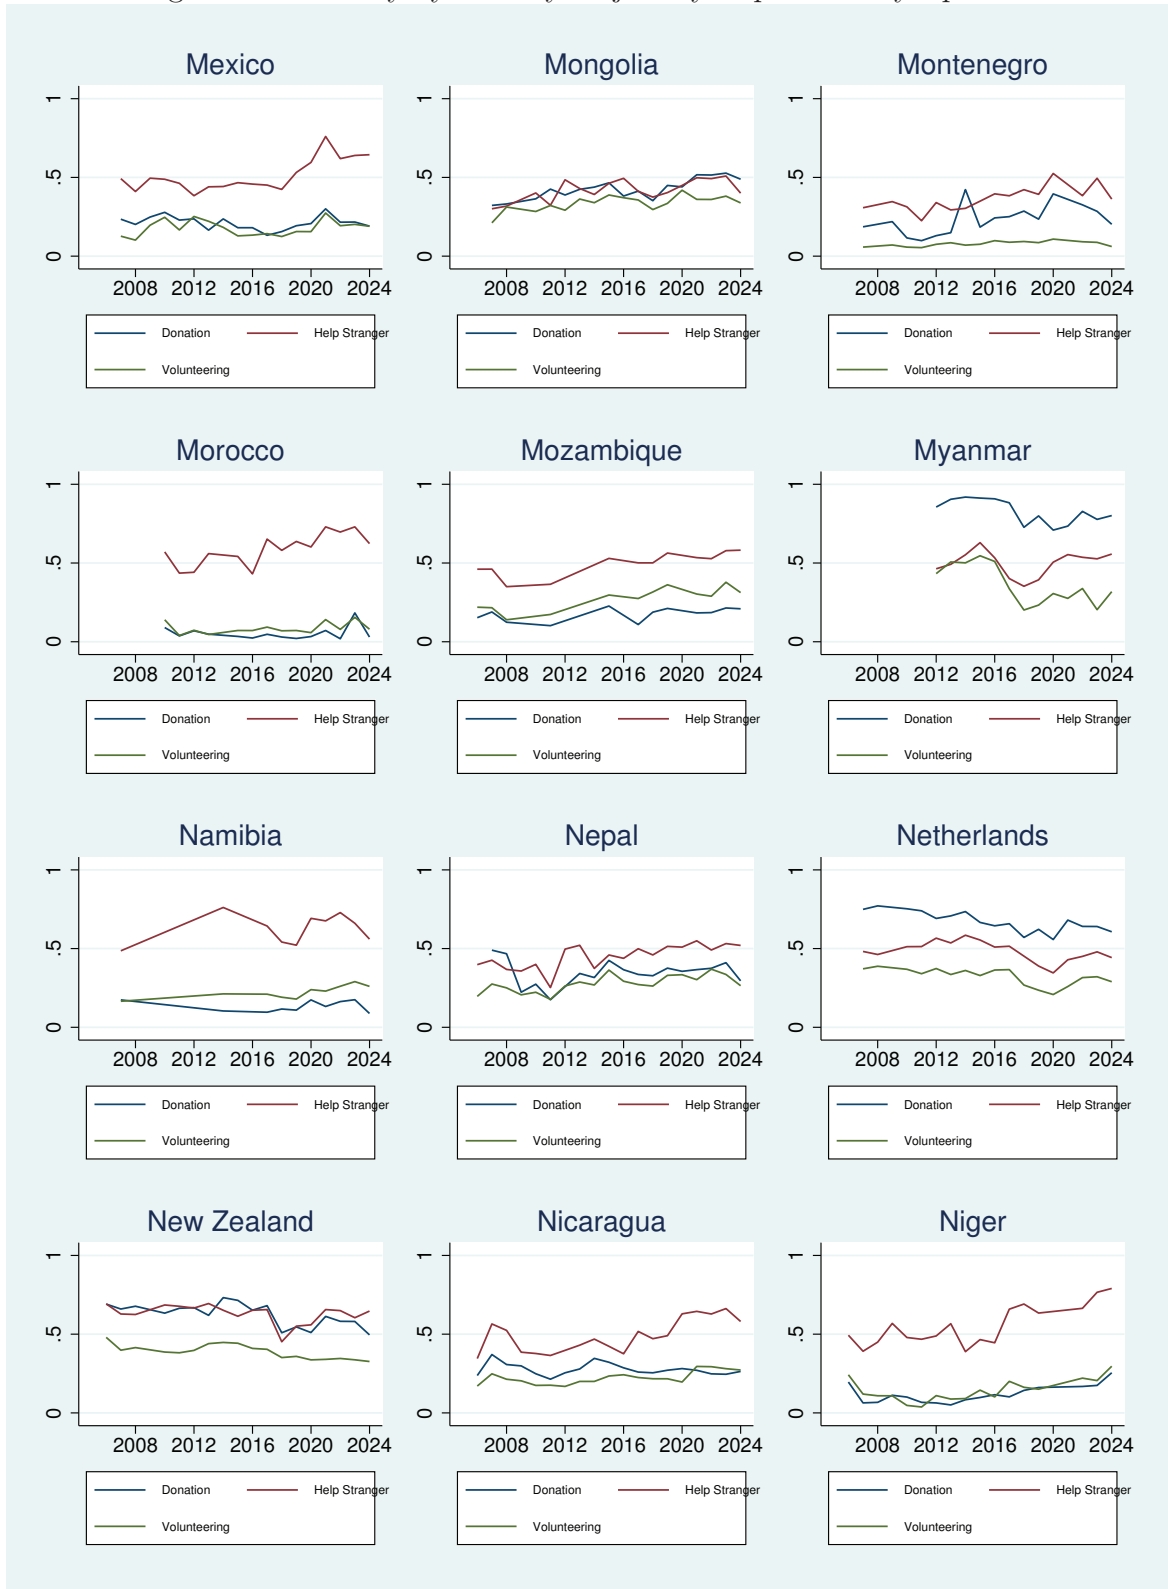 Mexico Mongolia Montenegro
1 1 1
.5 .5 .5
0 0 0
2008 2012 2016 2020 2024 2008 2012 2016 2020 2024 2008 2012 2016 2020 2024
Donation Help Stranger Donation Help Stranger Donation Help Stranger
Volunteering Volunteering Volunteering
Morocco Mozambique Myanmar
1 1 1
.5 .5 .5
0 0 0
2008 2012 2016 2020 2024 2008 2012 2016 2020 2024 2008 2012 2016 2020 2024
Donation Help Stranger Donation Help Stranger Donation Help Stranger
Volunteering Volunteering Volunteering
Namibia Nepal Netherlands
1 1 1
.5 .5 .5
0 0 0
2008 2012 2016 2020 2024 2008 2012 2016 2020 2024 2008 2012 2016 2020 2024
Donation Help Stranger Donation Help Stranger Donation Help Stranger
Volunteering Volunteering Volunteering
New Zealand Nicaragua Niger
1 1 1
.5 .5 .5
0 0 0
2008 2012 2016 2020 2024 2008 2012 2016 2020 2024 2008 2012 2016 2020 2024
Donation Help Stranger Donation Help Stranger Donation Help Stranger
Volunteering Volunteering Volunteering